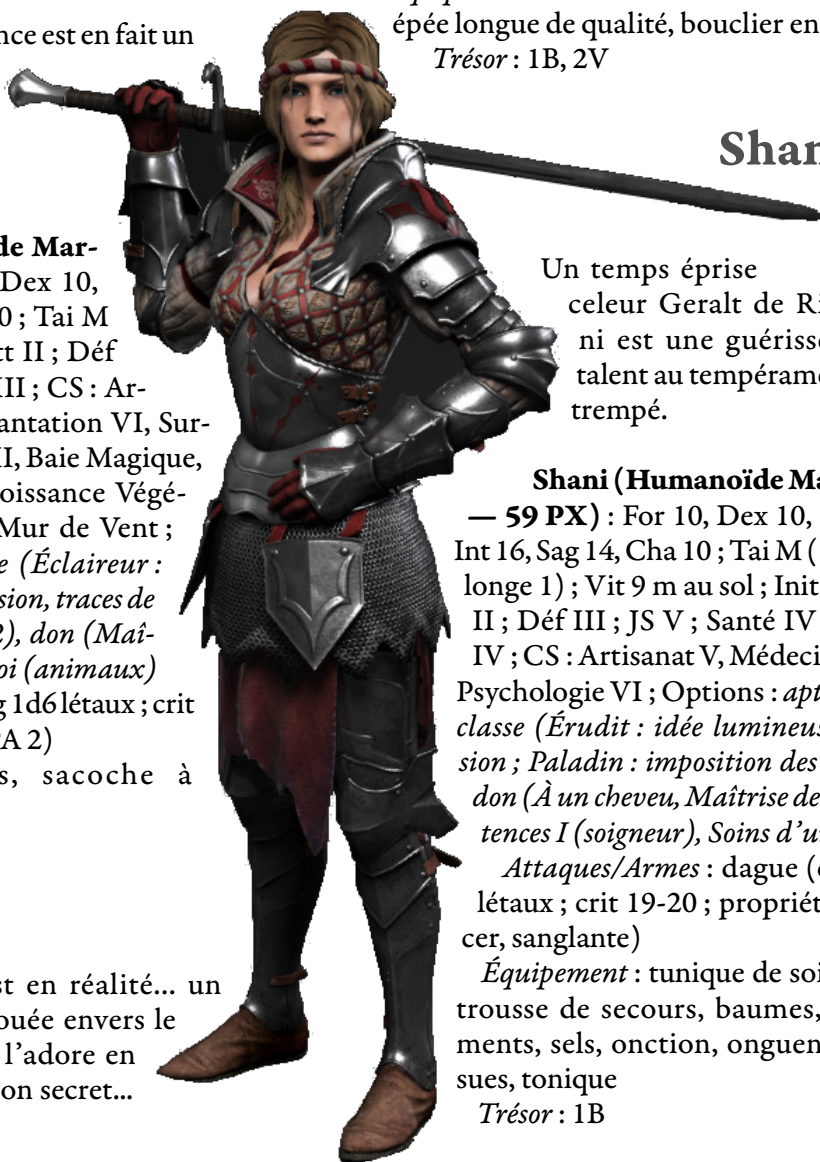 nce est en fait un
de Mar-
Dex 10,
0 ; Tai M
tt II ; Déf
III ; CS : Ar-
antation VI, Sur-
II, Baie Magique,
oissance Végé-
Mur de Vent ;
e (Éclaireur :
sion, traces de
2), don (Maî-
oi (animaux)
g 1d6 létaux ; crit
PA 2)
s, sacoche à
st en réalité... un
ouée envers le
l’adore en
on secret...
épée longue de qualité, bouclier en
Trésor : 1B, 2V
Shan
Un temps éprise
celeur Geralt de Ri
ni est une guérisse
talent au tempérame
trempé.
Shani (Humanoïde Ma
— 59 PX) : For 10, Dex 10,
Int 16, Sag 14, Cha 10 ; Tai M (
longe 1) ; Vit 9 m au sol ; Init
II ; Déf III ; JS V ; Santé IV
IV ; CS : Artisanat V, Médeci
Psychologie VI ; Options : apt
classe (Érudit : idée lumineus
sion ; Paladin : imposition des
don (À un cheveu, Maîtrise de
tences I (soigneur), Soins d’u
Attaques/Armes : dague (
létaux ; crit 19-20 ; propriét
cer, sanglante)
Équipement : tunique de soi
trousse de secours, baumes,
ments, sels, onction, onguen
sues, tonique
Trésor : 1B